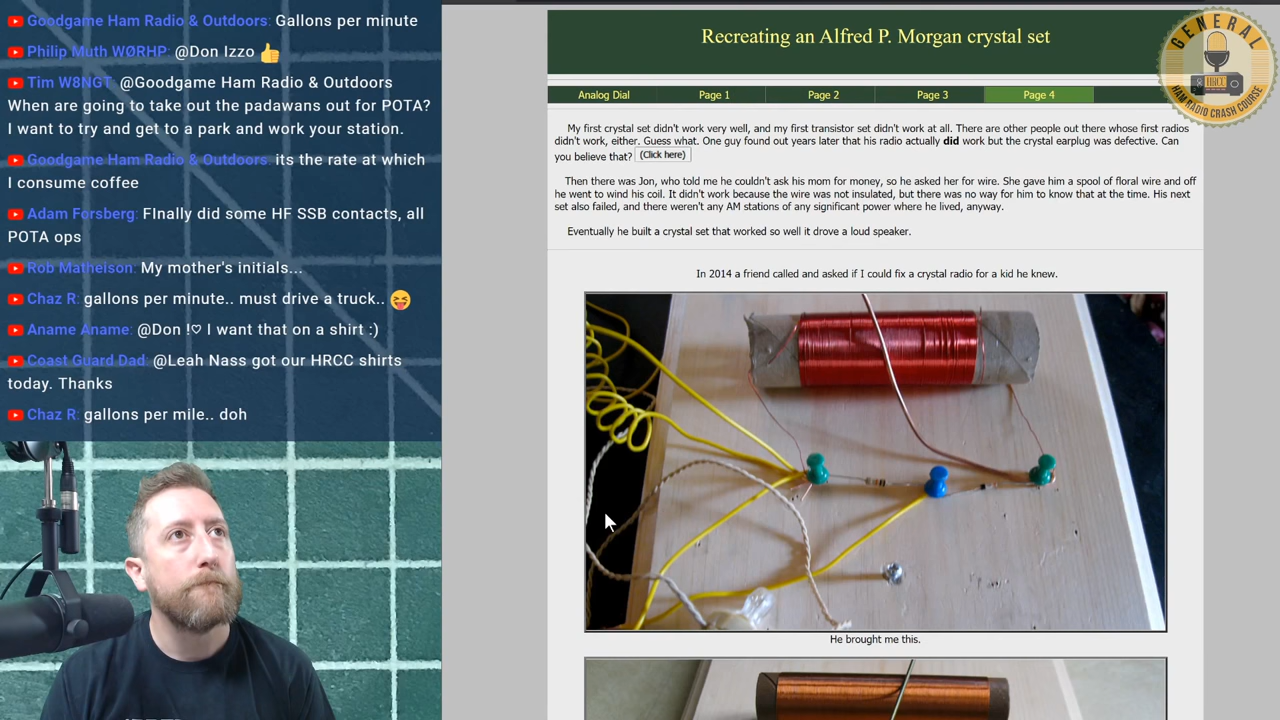 Goodgame Ham Radio & Outdoors: Gallons per minute
Philip Muth WØRHP: @Don Izzo 👍
Tim W8NGT: @Goodgame Ham Radio & Outdoors
When are going to take out the padawans out for POTA?
I want to try and get to a park and work your station.
Goodgame Ham Radio & Outdoors: its the rate at which
I consume coffee
Adam Forsberg: FInally did some HF SSB contacts, all
POTA ops
Rob Matheison: My mother's initials...
Chaz R: gallons per minute.. must drive a truck.. 😝
Aname Aname: @Don !♡ I want that on a shirt :)
Coast Guard Dad: @Leah Nass got our HRCC shirts
today. Thanks
Chaz R: gallons per mile.. doh
Recreating an Alfred P. Morgan crystal set
GENERAL
HRCC
HAM RADIO CRASH COURSE
Analog Dial Page 1 Page 2 Page 3 Page 4
My first crystal set didn't work very well, and my first transistor set didn't work at all. There are other people out there whose first radios
didn't work, either. Guess what. One guy found out years later that his radio actually did work but the crystal earplug was defective. Can
you believe that? (Click here)
Then there was Jon, who told me he couldn't ask his mom for money, so he asked her for wire. She gave him a spool of floral wire and off
he went to wind his coil. It didn't work because the wire was not insulated, but there was no way for him to know that at the time. His next
set also failed, and there weren't any AM stations of any significant power where he lived, anyway.
Eventually he built a crystal set that worked so well it drove a loud speaker.
In 2014 a friend called and asked if I could fix a crystal radio for a kid he knew.
He brought me this.